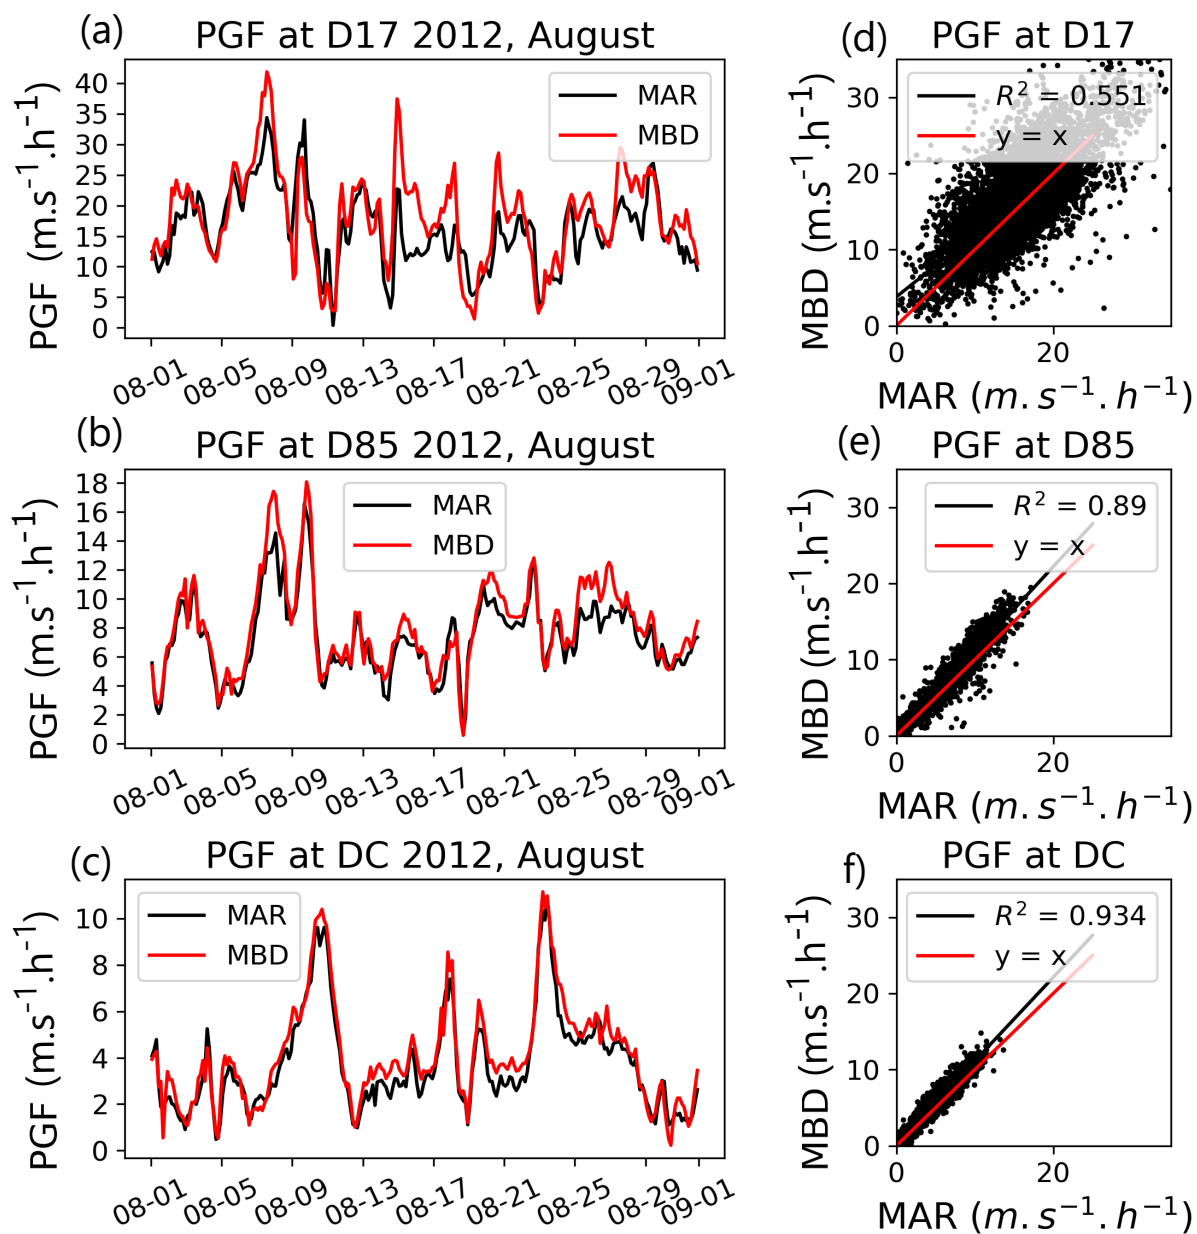 (a) PGF at D17 2012, August
PGF (m.s⁻¹.h⁻¹)
40
35
30
25
20
15
10
5
0
MAR
MBD
08-01 08-05 08-09 08-13 08-17 08-21 08-25 08-29 09-01
(d) PGF at D17
MBD (m.s⁻¹.h⁻¹)
30
20
10
0
R² = 0.551
y = x
0 20
MAR (m.s⁻¹.h⁻¹)
(b) PGF at D85 2012, August
PGF (m.s⁻¹.h⁻¹)
18
16
14
12
10
8
6
4
2
0
MAR
MBD
08-01 08-05 08-09 08-13 08-17 08-21 08-25 08-29 09-01
(e) PGF at D85
MBD (m.s⁻¹.h⁻¹)
30
20
10
0
R² = 0.89
y = x
0 20
MAR (m.s⁻¹.h⁻¹)
(c) PGF at DC 2012, August
PGF (m.s⁻¹.h⁻¹)
10
8
6
4
2
0
MAR
MBD
08-01 08-05 08-09 08-13 08-17 08-21 08-25 08-29 09-01
f) PGF at DC
MBD (m.s⁻¹.h⁻¹)
30
20
10
0
R² = 0.934
y = x
0 20
MAR (m.s⁻¹.h⁻¹)